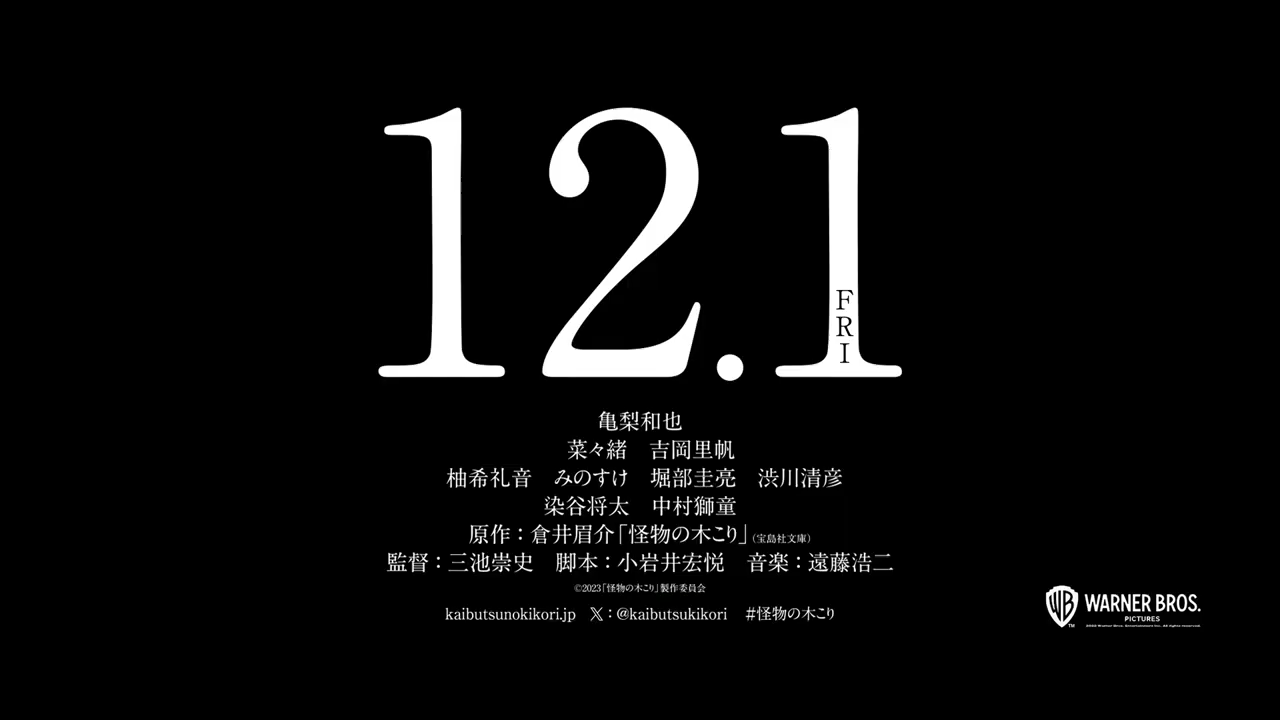 12.1
FRI
亀梨和也
菜々緒　吉岡里帆
柚希礼音　みのすけ　堀部圭亮　渋川清彦
染谷将太　中村獅童
原作：倉井眉介「怪物の木こり」(宝島社文庫)
監督：三池崇史　脚本：小岩井宏悦　音楽：遠藤浩二
©2023「怪物の木こり」製作委員会
kaibutsunokikori.jp　X：@kaibutsukikori　#怪物の木こり
WB
TM
WARNER BROS.
PICTURES